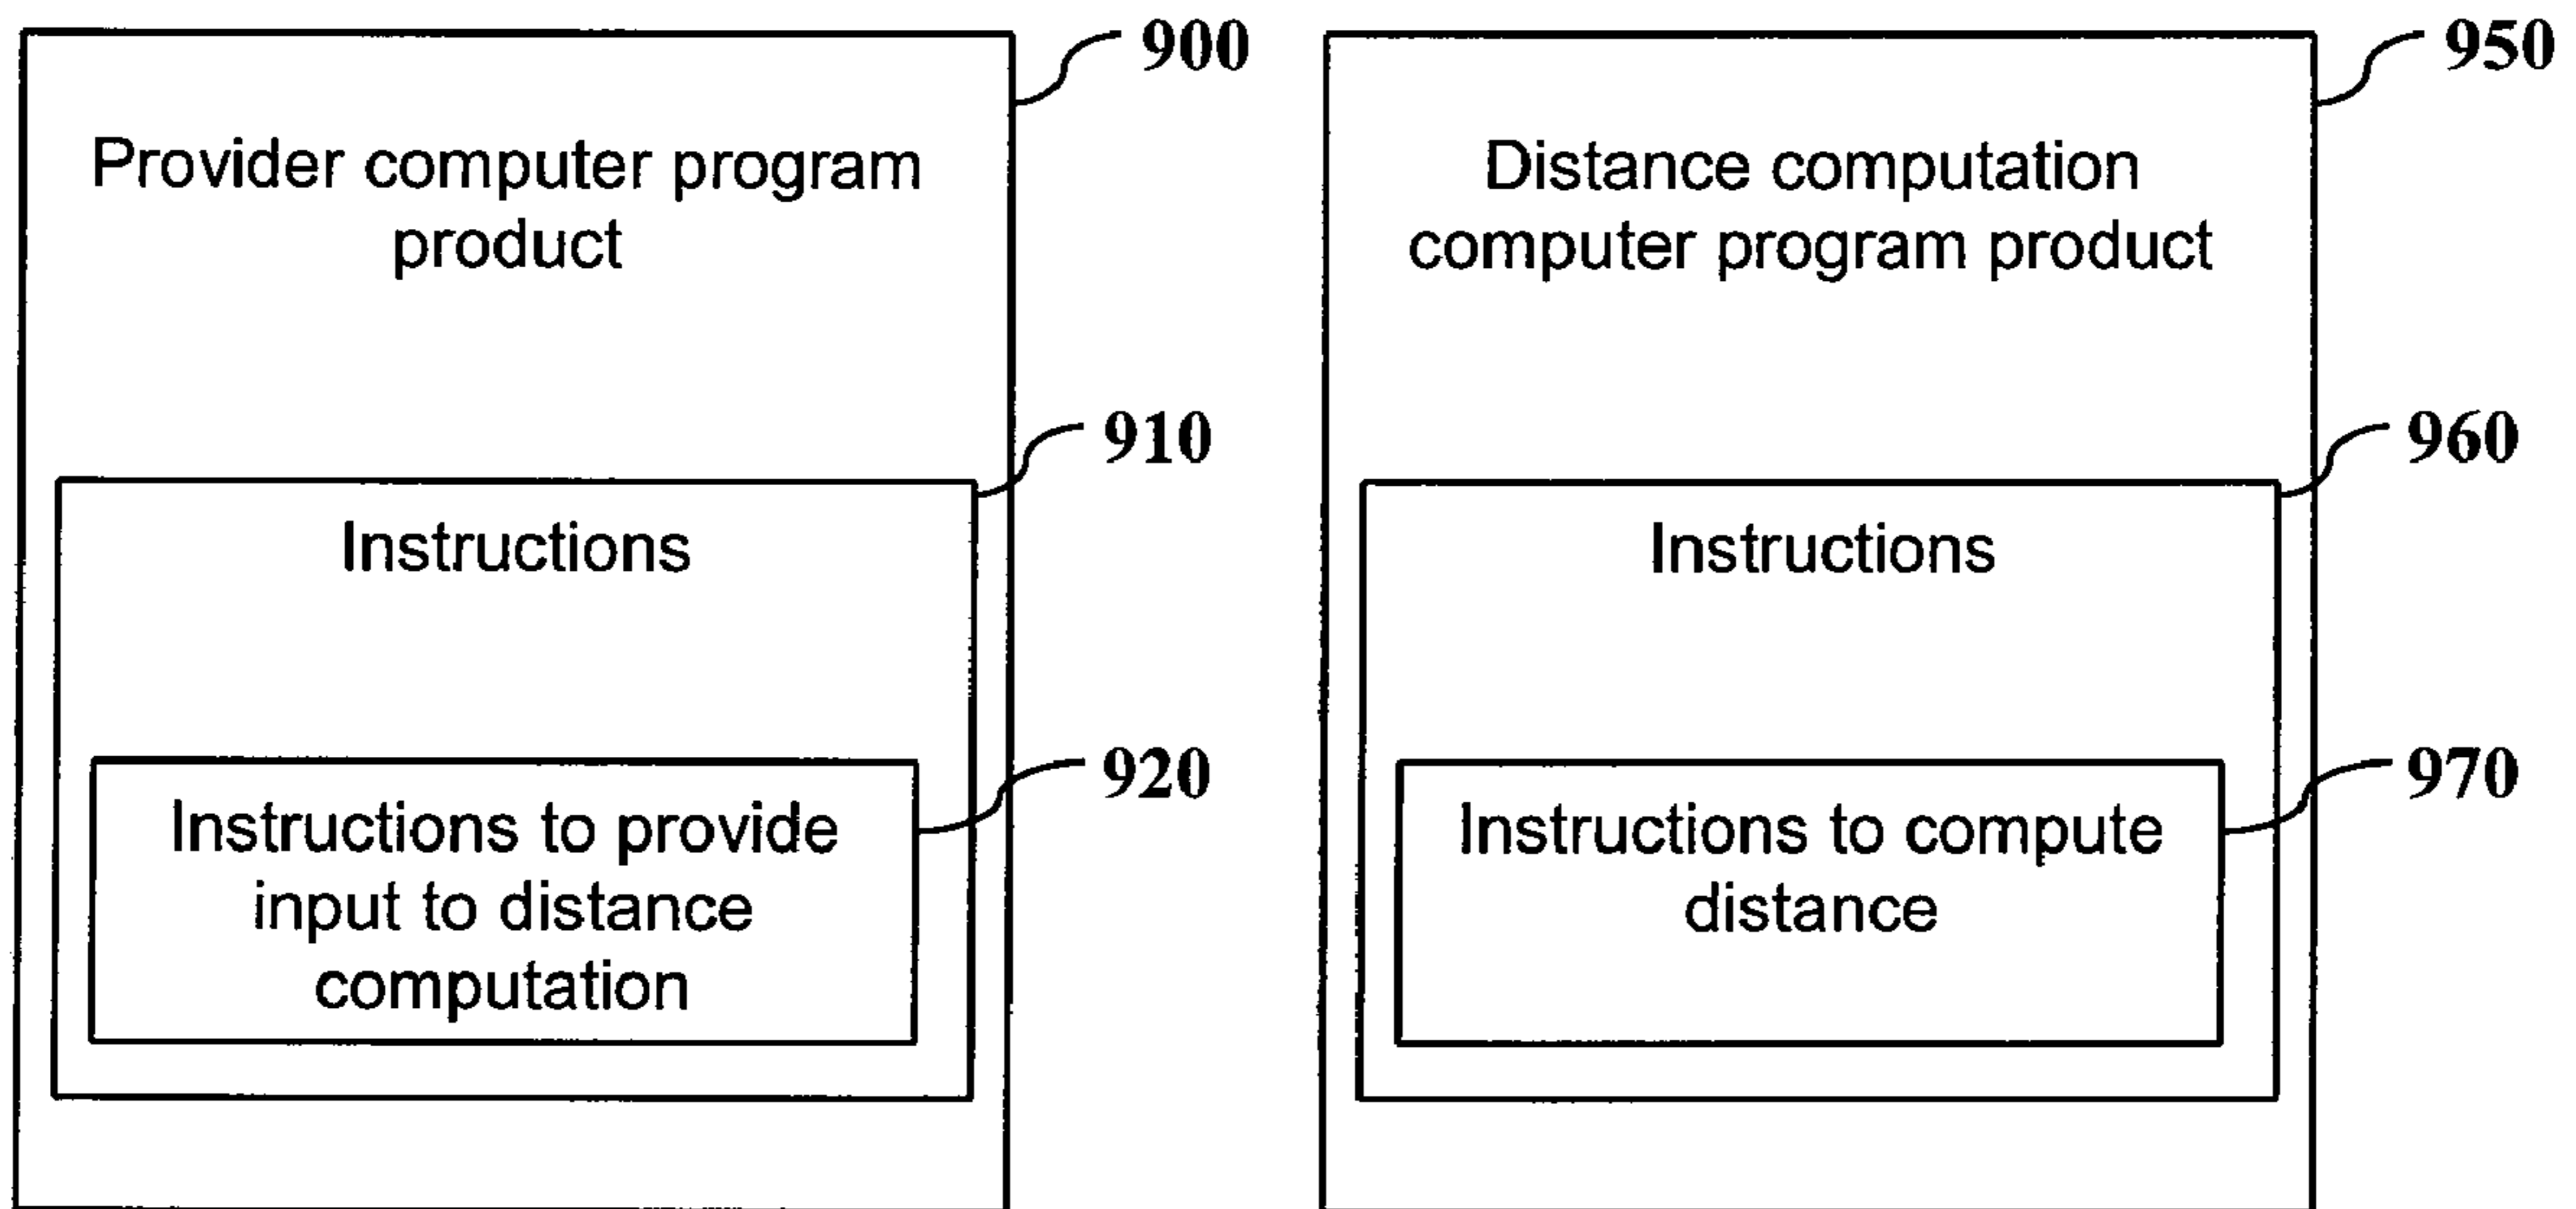 900
Provider computer program
product
910
Instructions
920
Instructions to provide
input to distance
computation
950
Distance computation
computer program product
960
Instructions
970
Instructions to compute
distance